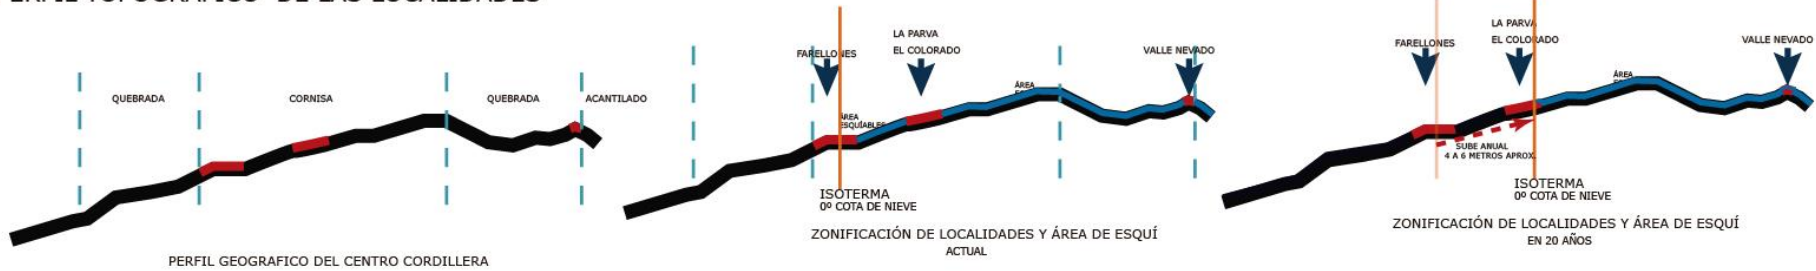 QUEBRADA
CORNISA
QUEBRADA
ACANTILADO
PERFIL GEOGRAFICO DEL CENTRO CORDILLERA
FARELLONES
LA PARVA
EL COLORADO
VALLE NEVADO
ÁREA
ÁREA
ESQUÍABLES
ISOTERMA
0º COTA DE NIEVE
ZONIFICACIÓN DE LOCALIDADES Y ÁREA DE ESQUÍ
ACTUAL
FARELLONES
LA PARVA
EL COLORADO
VALLE NEVADO
ÁREA
SUBE ANUAL
4 A 6 METROS APROX.
ISOTERMA
0º COTA DE NIEVE
ZONIFICACIÓN DE LOCALIDADES Y ÁREA DE ESQUÍ
EN 20 AÑOS